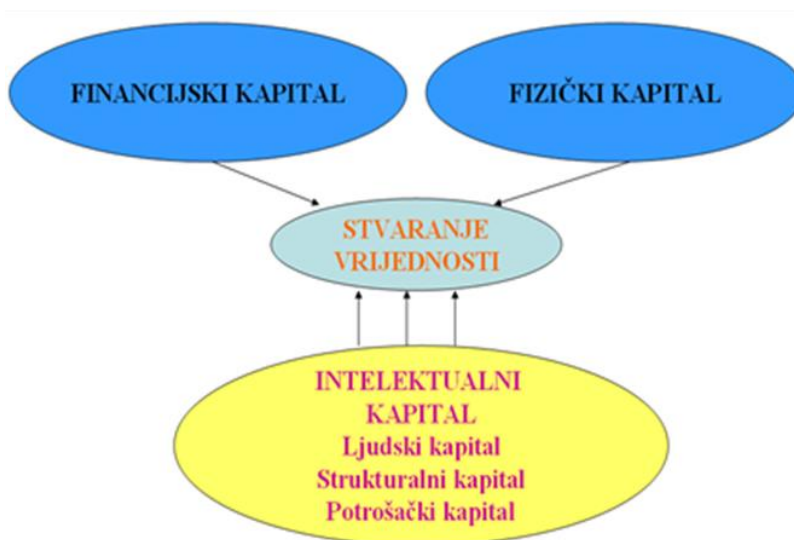 FINANCIJSKI KAPITAL
FIZIČKI KAPITAL
STVARANJE
VRIJEDNOSTI
INTELEKTUALNI
KAPITAL
Ljudski kapital
Strukturalni kapital
Potrošački kapital